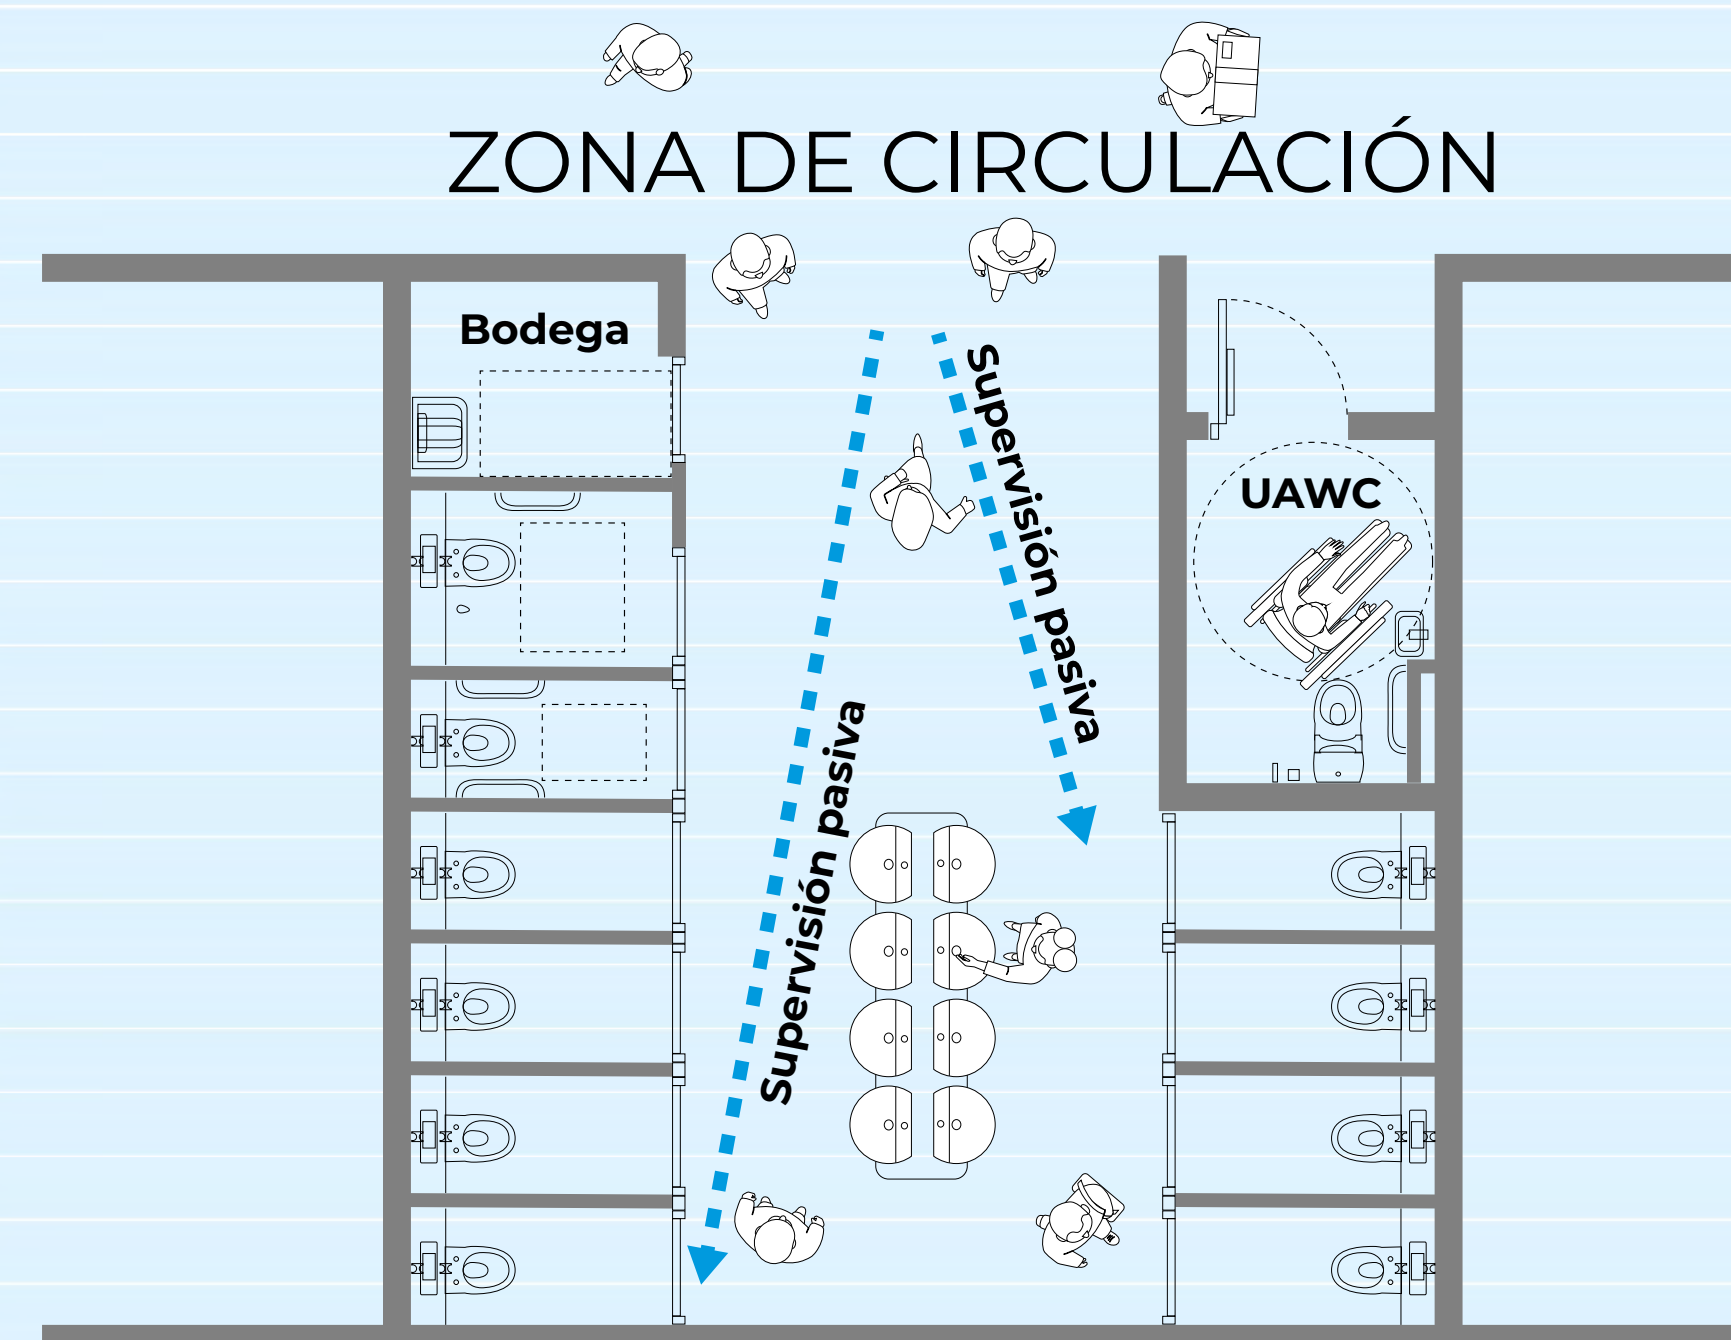 ZONA DE CIRCULACIÓN
Bodega
Supervisión pasiva
UAWC
Supervisión pasiva